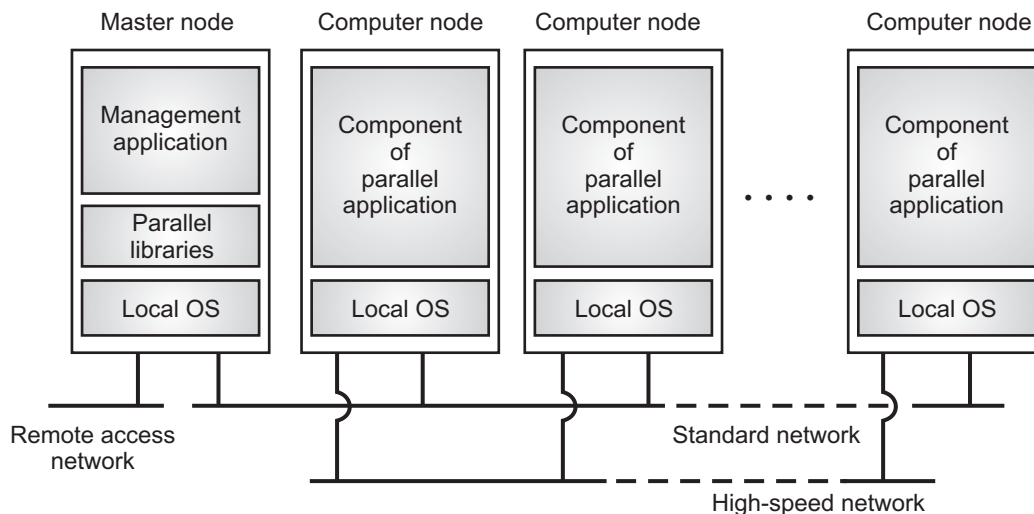 Master node
Computer node
Computer node
Computer node
Management
application
Parallel
libraries
Local OS
Component
of
parallel
application
Local OS
Component
of
parallel
application
Local OS
Component
of
parallel
application
Local OS
Remote access
network
Standard network
High-speed network